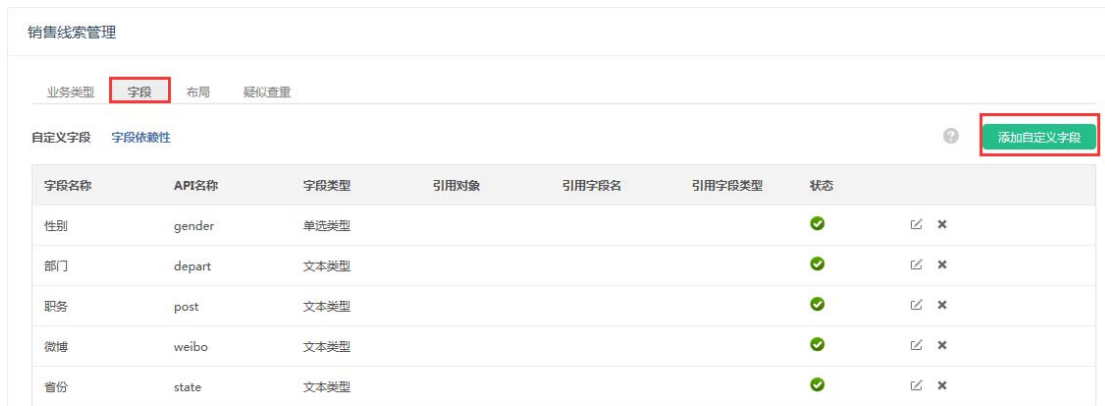 销售线索管理
业务类型 字段 布局 疑似查重
自定义字段 字段依赖性 ? 添加自定义字段
字段名称 API名称 字段类型 引用对象 引用字段名 引用字段类型 状态
性别 gender 单选类型
部门 depart 文本类型
职务 post 文本类型
微博 weibo 文本类型
省份 state 文本类型